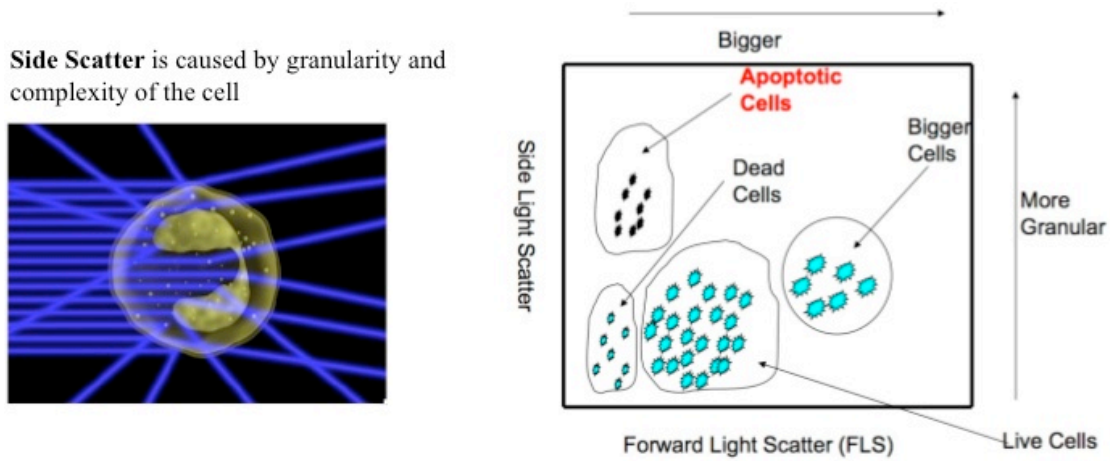 Side Scatter is caused by granularity and
complexity of the cell
Bigger
Apoptotic
Cells
Bigger
Cells
Dead
Cells
Side Light Scatter
More
Granular
Forward Light Scatter (FLS)
Live Cells